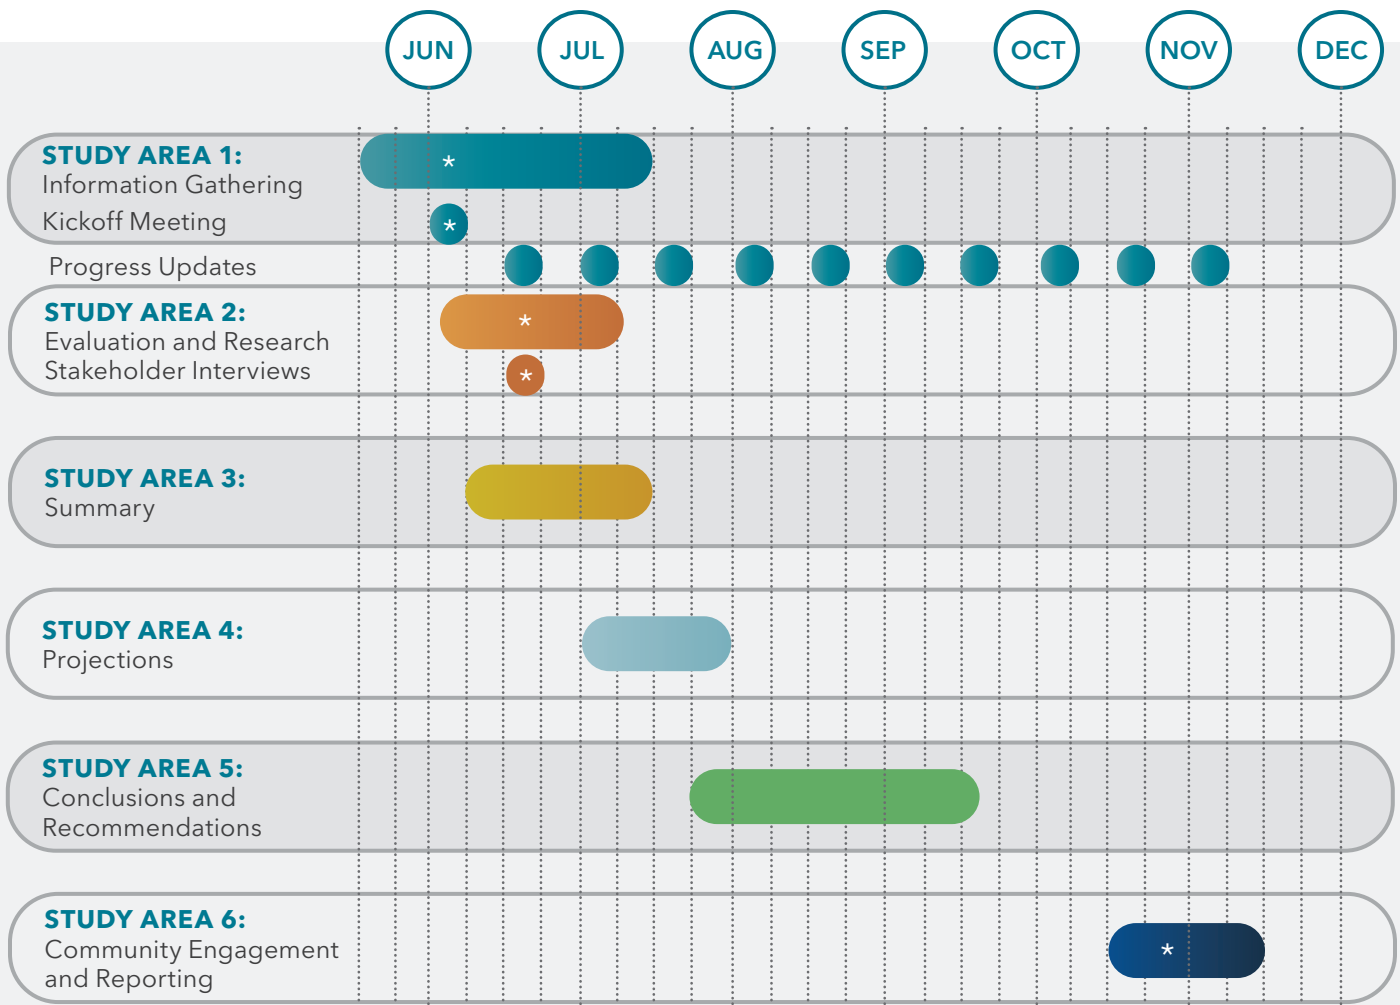 JUN
JUL
AUG
SEP
OCT
NOV
DEC
STUDY AREA 1:
Information Gathering
*
Kickoff Meeting
*
Progress Updates
STUDY AREA 2:
Evaluation and Research
*
Stakeholder Interviews
*
STUDY AREA 3:
Summary
STUDY AREA 4:
Projections
STUDY AREA 5:
Conclusions and
Recommendations
STUDY AREA 6:
Community Engagement
and Reporting
*